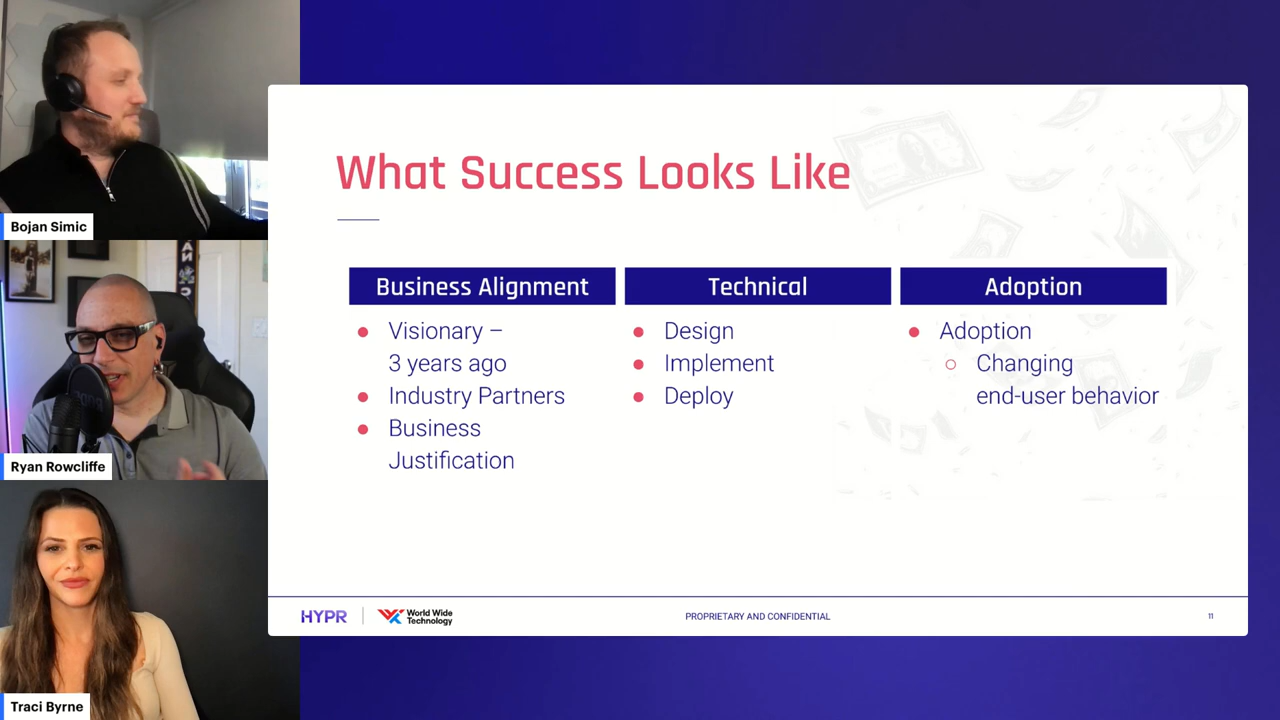 Bojan Simic
Ryan Rowcliffe
Traci Byrne
What Success Looks Like
Business Alignment
Visionary –
3 years ago
Industry Partners
Business
Justification
Technical
Design
Implement
Deploy
Adoption
Adoption
Changing
end-user behavior
HYPR
World Wide
Technology
PROPRIETARY AND CONFIDENTIAL
11